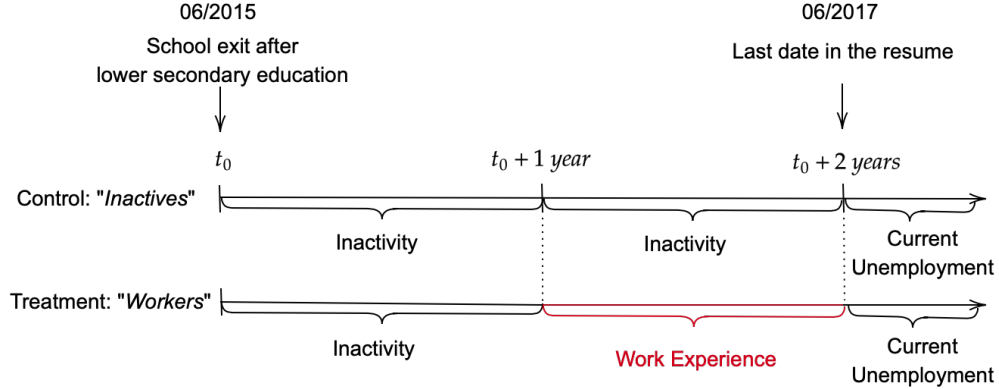 06/2015
06/2017
School exit after
lower secondary education
Last date in the resume
t₀
t₀ + 1 year
t₀ + 2 years
Control: "Inactives"
Inactivity
Inactivity
Current
Unemployment
Treatment: "Workers"
Inactivity
Work Experience
Current
Unemployment